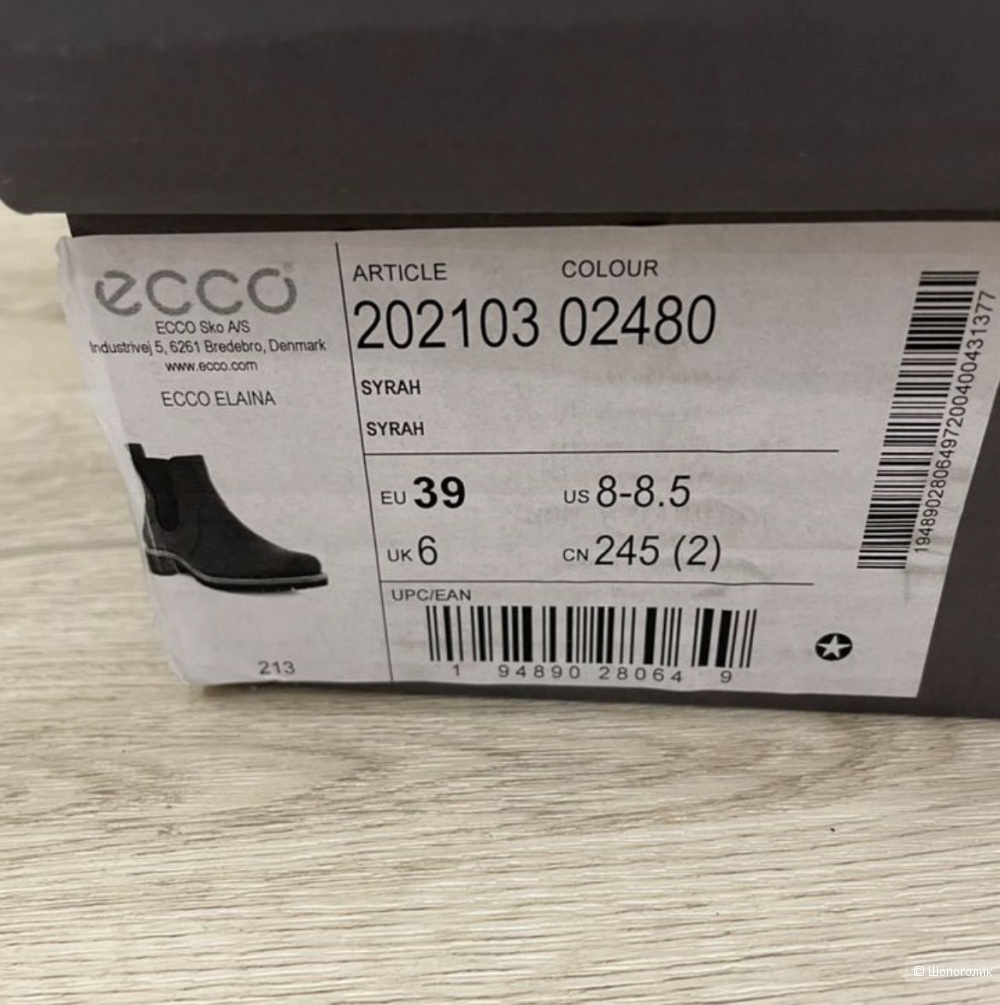 ecco
ECCO Sko A/S
Industrivej 5, 6261 Bredebro, Denmark
www.ecco.com
ECCO ELAINA
213
ARTICLE COLOUR
202103 02480
SYRAH
SYRAH
EU 39 US 8-8.5
UK 6 CN 245 (2)
UPC/EAN
1 94890 28064 9
1948902806497200400431377
© Шопоголик